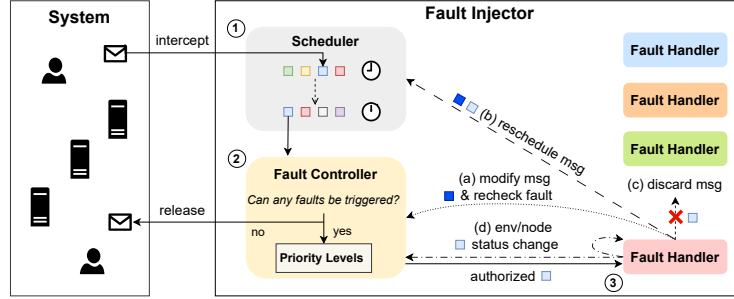 System
Fault Injector
intercept
1
Scheduler
Fault Handler
Fault Handler
Fault Handler
(b) reschedule msg
2
Fault Controller
Can any faults be triggered?
(a) modify msg
& recheck fault
(c) discard msg
release
no
yes
(d) env/node
status change
Priority Levels
Fault Handler
authorized
3